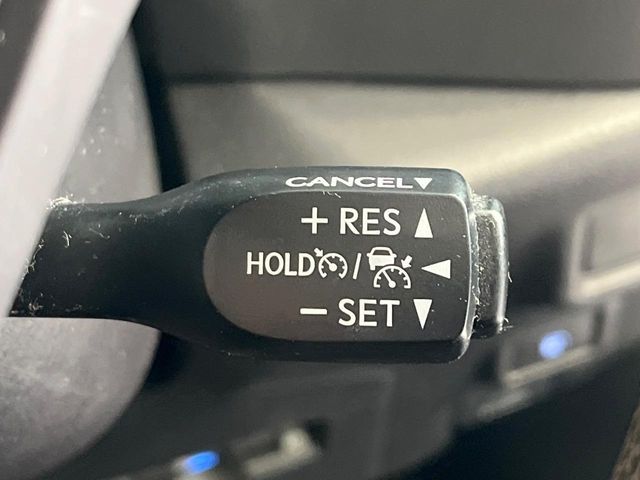 CANCEL▼
+ RES ▲
HOLD / ◀
− SET ▼